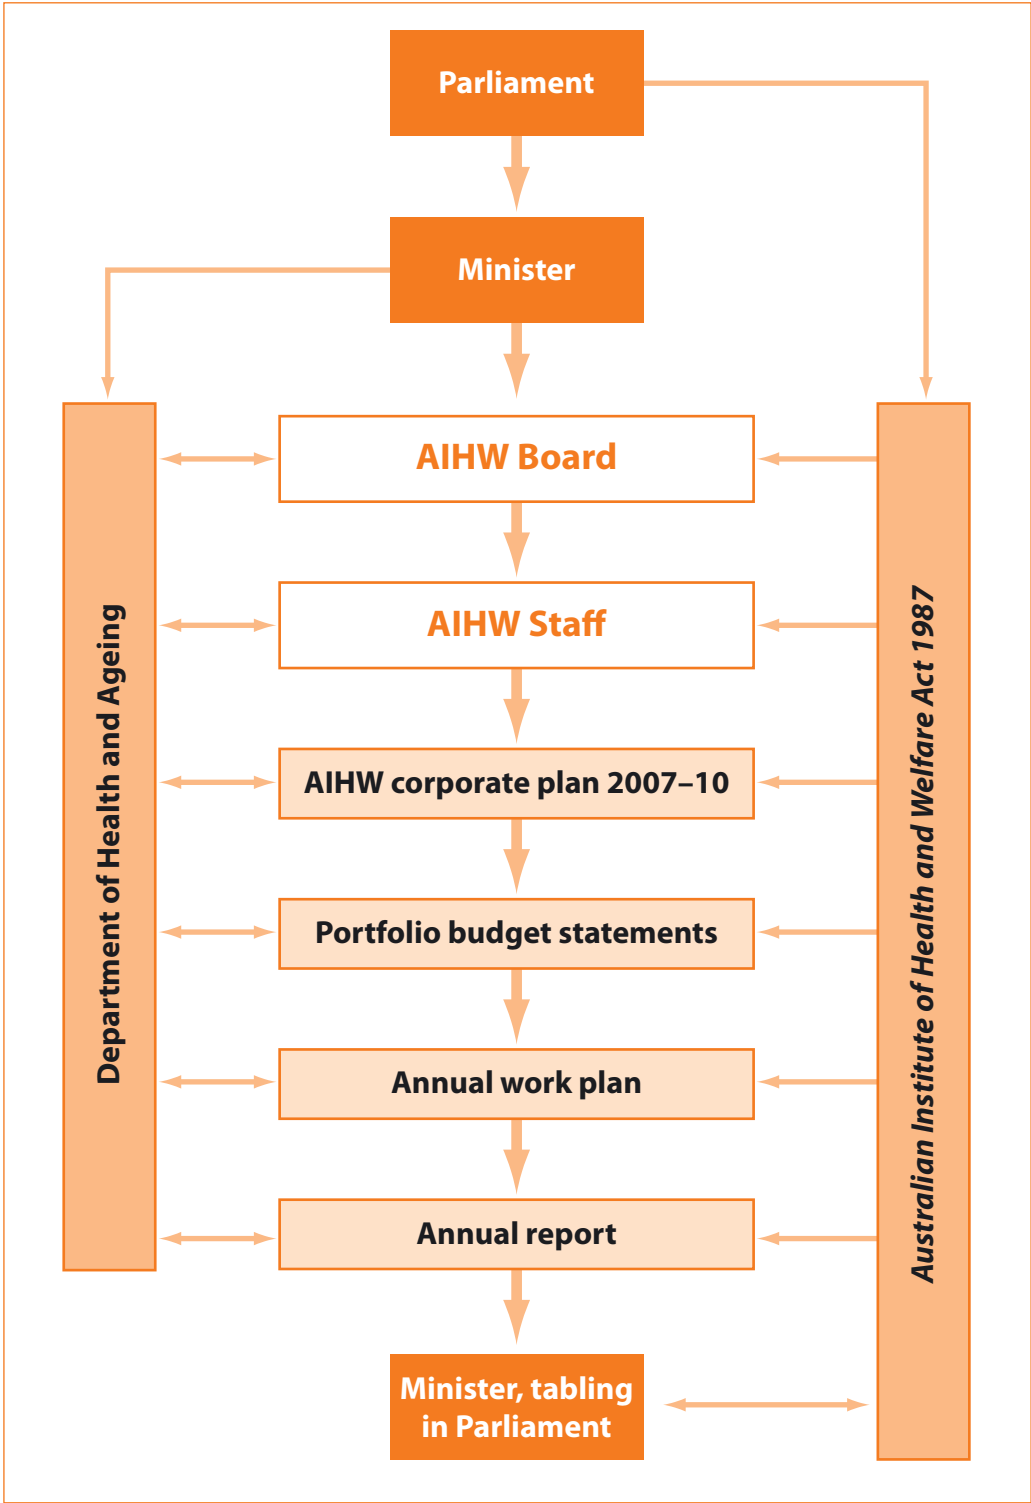 Parliament
Minister
AIHW Board
AIHW Staff
AIHW corporate plan 2007–10
Portfolio budget statements
Annual work plan
Annual report
Minister, tabling
in Parliament
Department of Health and Ageing
Australian Institute of Health and Welfare Act 1987